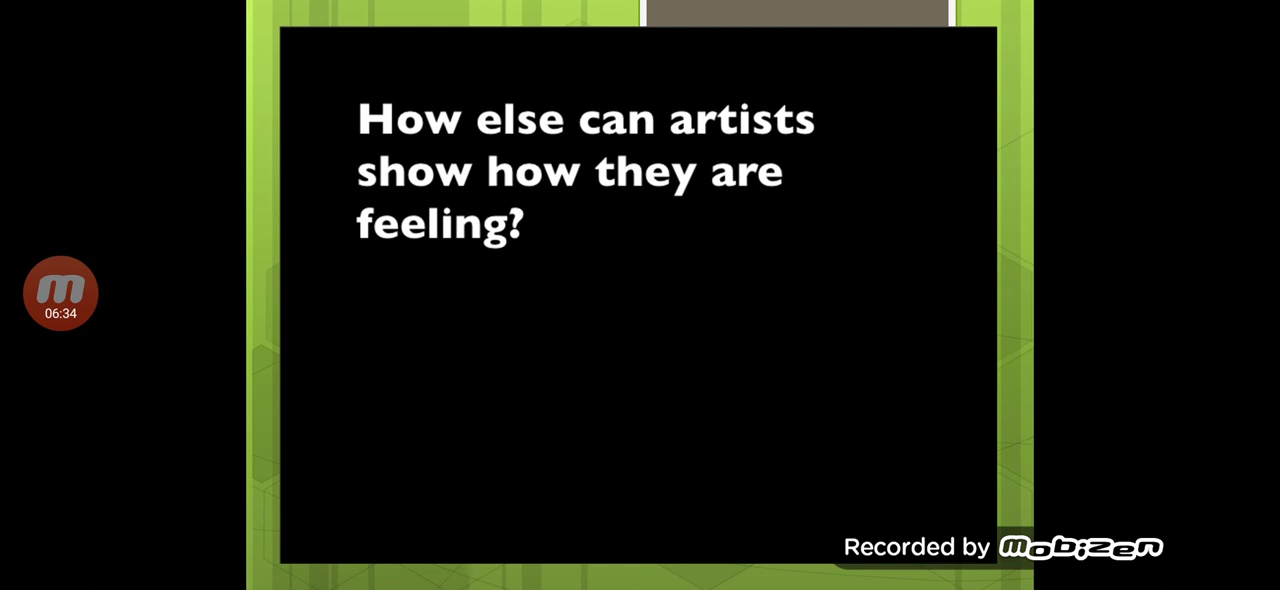 How else can artists
show how they are
feeling?
06:34
Recorded by mobizen